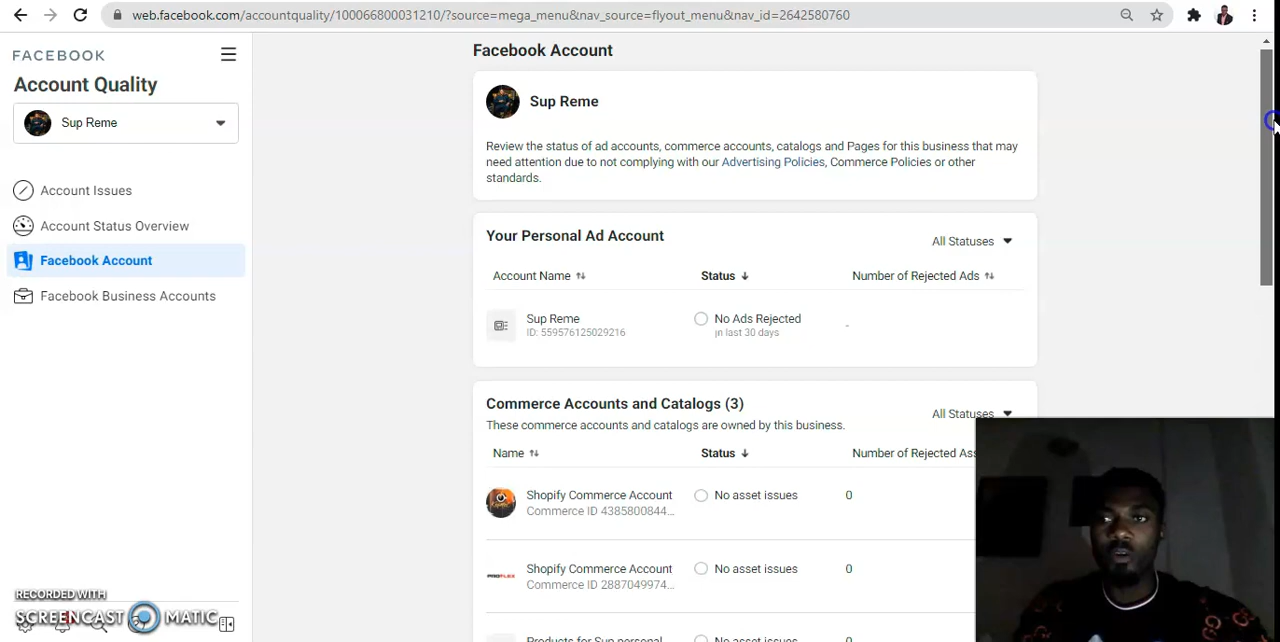 web.facebook.com/accountquality/100066800031210/?source=mega_menu&nav_source=flyout_menu&nav_id=2642580760
FACEBOOK
Account Quality
Sup Reme
Account Issues
Account Status Overview
Facebook Account
Facebook Business Accounts
Facebook Account
Sup Reme
Review the status of ad accounts, commerce accounts, catalogs and Pages for this business that may
need attention due to not complying with our Advertising Policies, Commerce Policies or other
standards.
Your Personal Ad Account
All Statuses
Account Name Status Number of Rejected Ads
Sup Reme No Ads Rejected -
ID: 559576125029216 in last 30 days
Commerce Accounts and Catalogs (3)
All Statuses
These commerce accounts and catalogs are owned by this business.
Name Status Number of Rejected Ass
Shopify Commerce Account No asset issues 0
Commerce ID 4385800844...
Shopify Commerce Account No asset issues 0
Commerce ID 2887049974...
Products for Sup personal No asset issues 0
RECORDED WITH
SCREENCAST MATIC